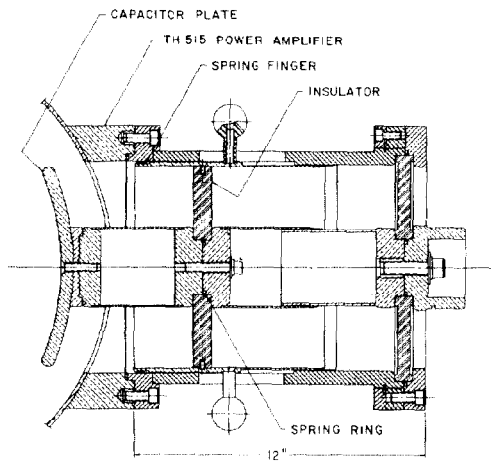 CAPACITOR PLATE
TH 515 POWER AMPLIFIER
SPRING FINGER
INSULATOR
SPRING RING
12"